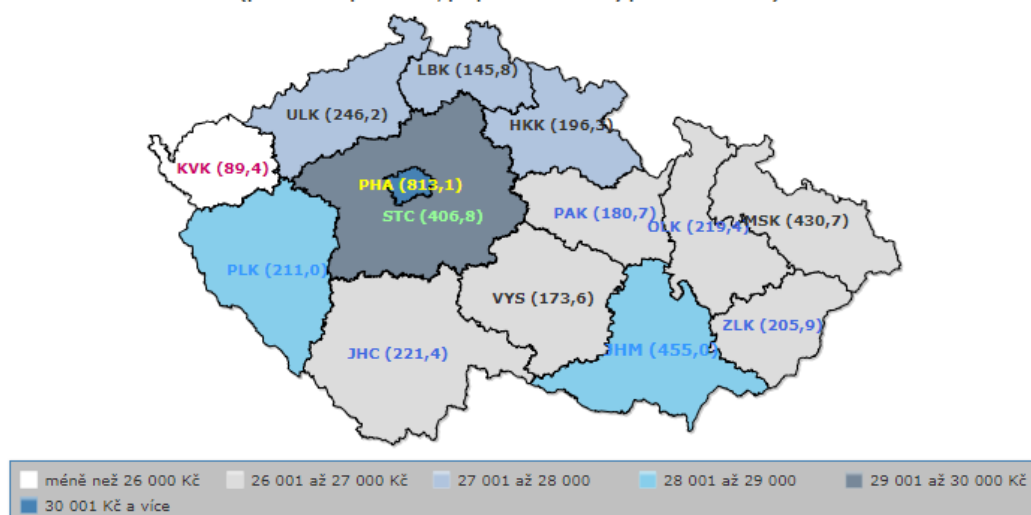 LBK (145,8)
ULK (246,2)
HKK (196,3)
KVK (89,4)
PHA (813,1)
STC (406,8)
PAK (180,7)
OLK (219,4)
MSK (430,7)
PLK (211,0)
VYS (173,6)
JHC (221,4)
JHM (455,0)
ZLK (205,9)
méně než 26 000 Kč
26 001 až 27 000 Kč
27 001 až 28 000
28 001 až 29 000
29 001 až 30 000 Kč
30 001 Kč a více